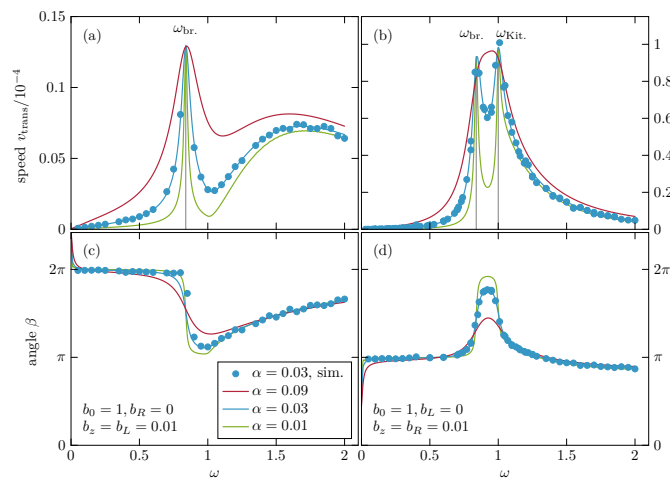 (a)
ω_br.
0.15
0.1
0.05
0
speed v_trans/10⁻⁴
(b)
ω_br.
ω_Kit.
1
0.8
0.6
0.4
0.2
0
(c)
2π
π
0
angle β
α = 0.03, sim.
α = 0.09
α = 0.03
α = 0.01
b₀ = 1, b_R = 0
b_z = b_L = 0.01
0
0.5
1
1.5
2
ω
(d)
2π
π
0
b₀ = 1, b_L = 0
b_z = b_R = 0.01
0
0.5
1
1.5
2
ω